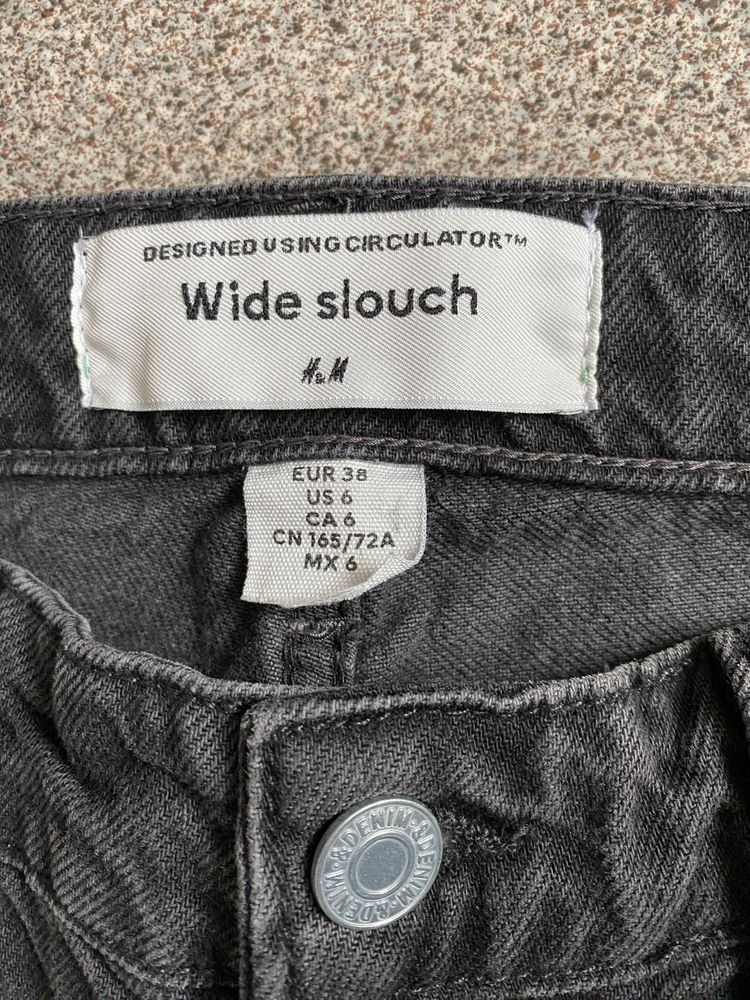 DESIGNED USING CIRCULATOR™
Wide slouch
H&M
EUR 38
US 6
CA 6
CN 165/72A
MX 6
&DENIM·&DENIM·&DENIM·